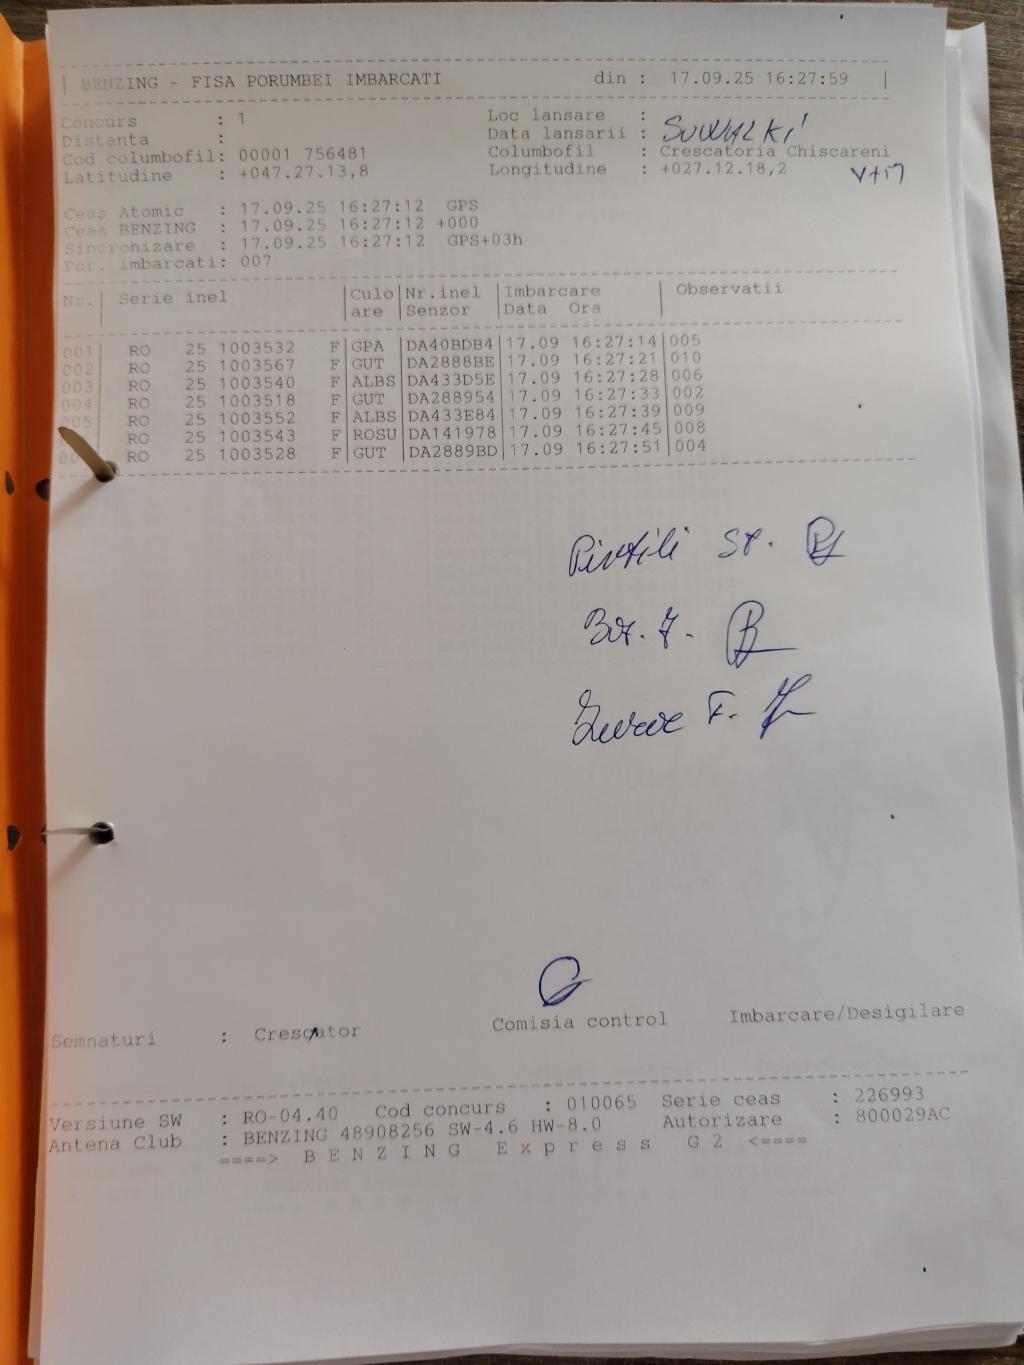 BENZING - FISA PORUMBEI IMBARCATI din : 17.09.25 16:27:59
Concurs : 1 Loc lansare :
Distanta : Data lansarii : SUWALKI
Cod columbofil: 00001 756481 Columbofil : Crescatoria Chiscareni
Latitudine : +047.27.13,8 Longitudine : +027.12.18,2
Ceas Atomic : 17.09.25 16:27:12 GPS
Ceas BENZING : 17.09.25 16:27:12 +000
Sincronizare : 17.09.25 16:27:12 GPS+03h
Por. imbarcati: 007
Nr. Serie inel Culo Nr.inel Imbarcare Observatii
are Senzor Data Ora
001 RO 25 1003532 F GPA DA40BDB4 17.09 16:27:14 005
002 RO 25 1003567 F GUT DA2888BE 17.09 16:27:21 010
003 RO 25 1003540 F ALBS DA433D5E 17.09 16:27:28 006
004 RO 25 1003518 F GUT DA288954 17.09 16:27:33 002
005 RO 25 1003552 F ALBS DA433E84 17.09 16:27:39 009
RO 25 1003543 F ROSU DA141978 17.09 16:27:45 008
RO 25 1003528 F GUT DA2889BD 17.09 16:27:51 004
Semnaturi : Crescator Comisia control Imbarcare/Desigilare
Versiune SW : RO-04.40 Cod concurs : 010065 Serie ceas : 226993
Antena Club : BENZING 48908256 SW-4.6 HW-8.0 Autorizare : 800029AC
====> B E N Z I N G E x p r e s s G 2 <====